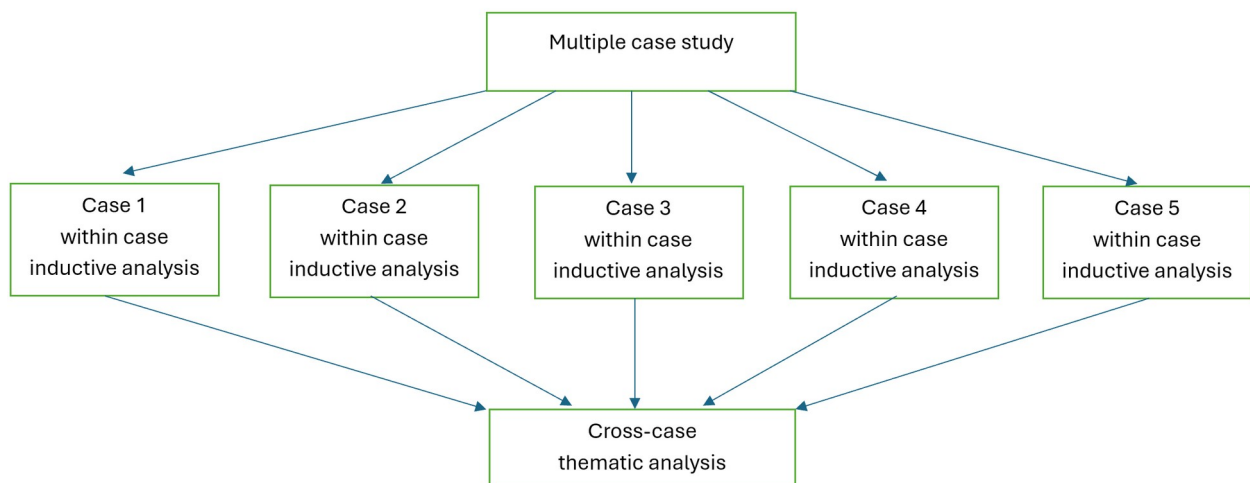 Multiple case study
Case 1
within case
inductive analysis
Case 2
within case
inductive analysis
Case 3
within case
inductive analysis
Case 4
within case
inductive analysis
Case 5
within case
inductive analysis
Cross-case
thematic analysis